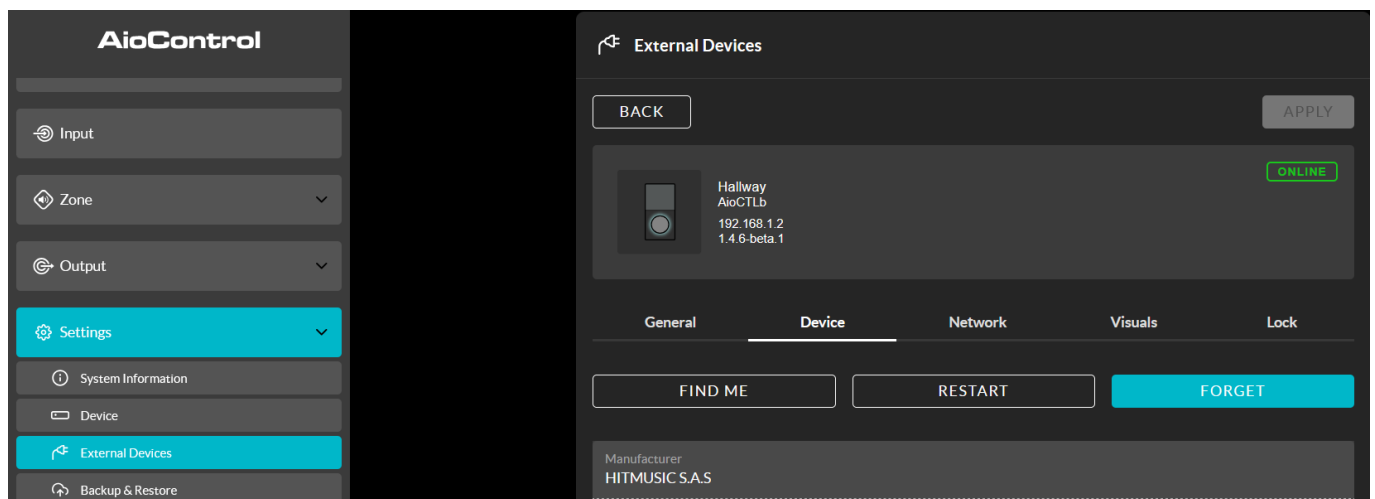 AioControl
Input
Zone
Output
Settings
System Information
Device
External Devices
Backup & Restore
External Devices
BACK
APPLY
Hallway
AioCTLb
192.168.1.2
1.4.6-beta.1
ONLINE
General Device Network Visuals Lock
FIND ME RESTART FORGET
Manufacturer
HITMUSIC S.A.S